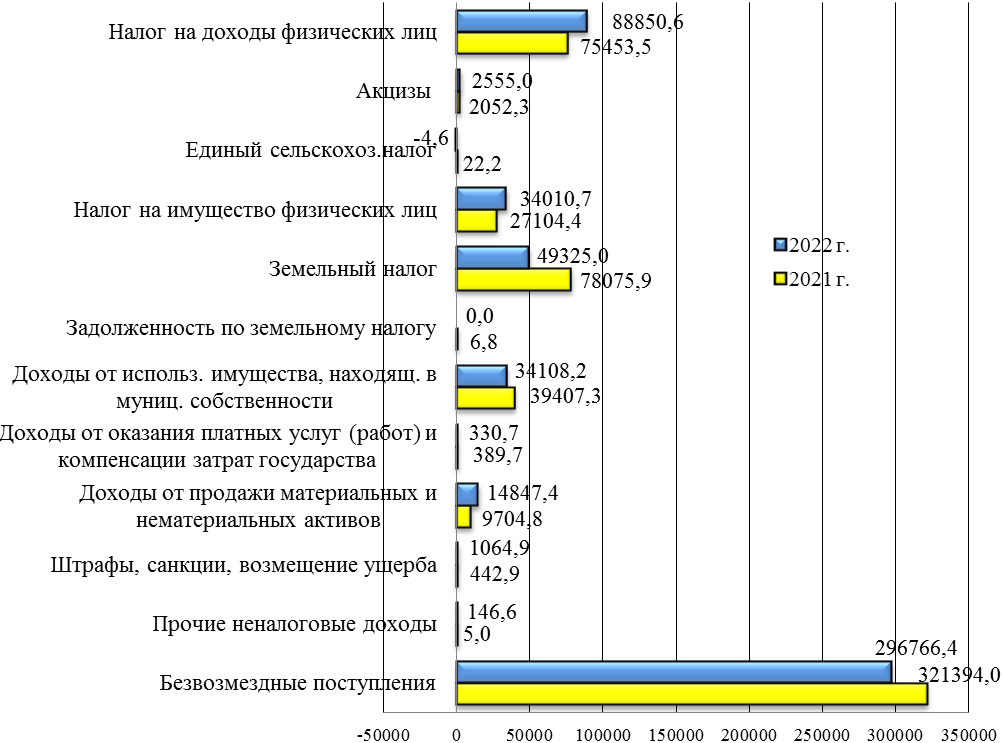 Налог на доходы физических лиц
88850,6
75453,5
Акцизы
2555,0
2052,3
Единый сельскохоз.налог
-4,6
22,2
Налог на имущество физических лиц
34010,7
27104,4
Земельный налог
49325,0
78075,9
Задолженность по земельному налогу
0,0
6,8
Доходы от использ. имущества, находящ. в
муниц. собственности
34108,2
39407,3
Доходы от оказания платных услуг (работ) и
компенсации затрат государства
330,7
389,7
Доходы от продажи материальных и
нематериальных активов
14847,4
9704,8
Штрафы, санкции, возмещение ущерба
1064,9
442,9
Прочие неналоговые доходы
146,6
5,0
Безвозмездные поступления
296766,4
321394,0
2022 г.
2021 г.
-50000 0 50000 100000 150000 200000 250000 300000 350000